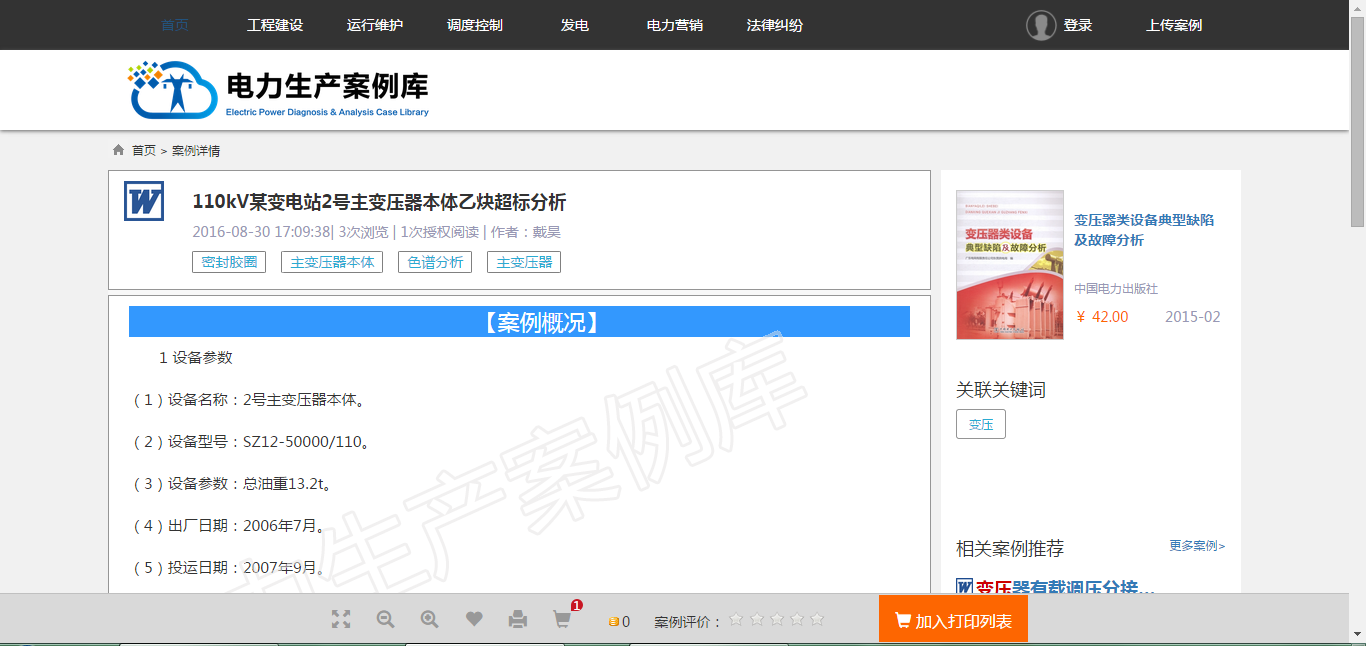 首页 工程建设 运行维护 调度控制 发电 电力营销 法律纠纷 登录 上传案例
电力生产案例库
Electric Power Diagnosis & Analysis Case Library
首页 > 案例详情
W
110kV某变电站2号主变压器本体乙炔超标分析
2016-08-30 17:09:38| 3次浏览 | 1次授权阅读 | 作者：戴昊
密封胶圈 主变压器本体 色谱分析 主变压器
【案例概况】
1 设备参数
（1）设备名称：2号主变压器本体。
（2）设备型号：SZ12-50000/110。
（3）设备参数：总油重13.2t。
（4）出厂日期：2006年7月。
（5）投运日期：2007年9月。
力生产案例库
变压器类设备
典型缺陷及故障分析
变压器类设备典型缺陷
及故障分析
中国电力出版社
¥ 42.00 2015-02
关联关键词
变压
相关案例推荐 更多案例>
W 变压器有载调压分接...
1
0 案例评价：
加入打印列表